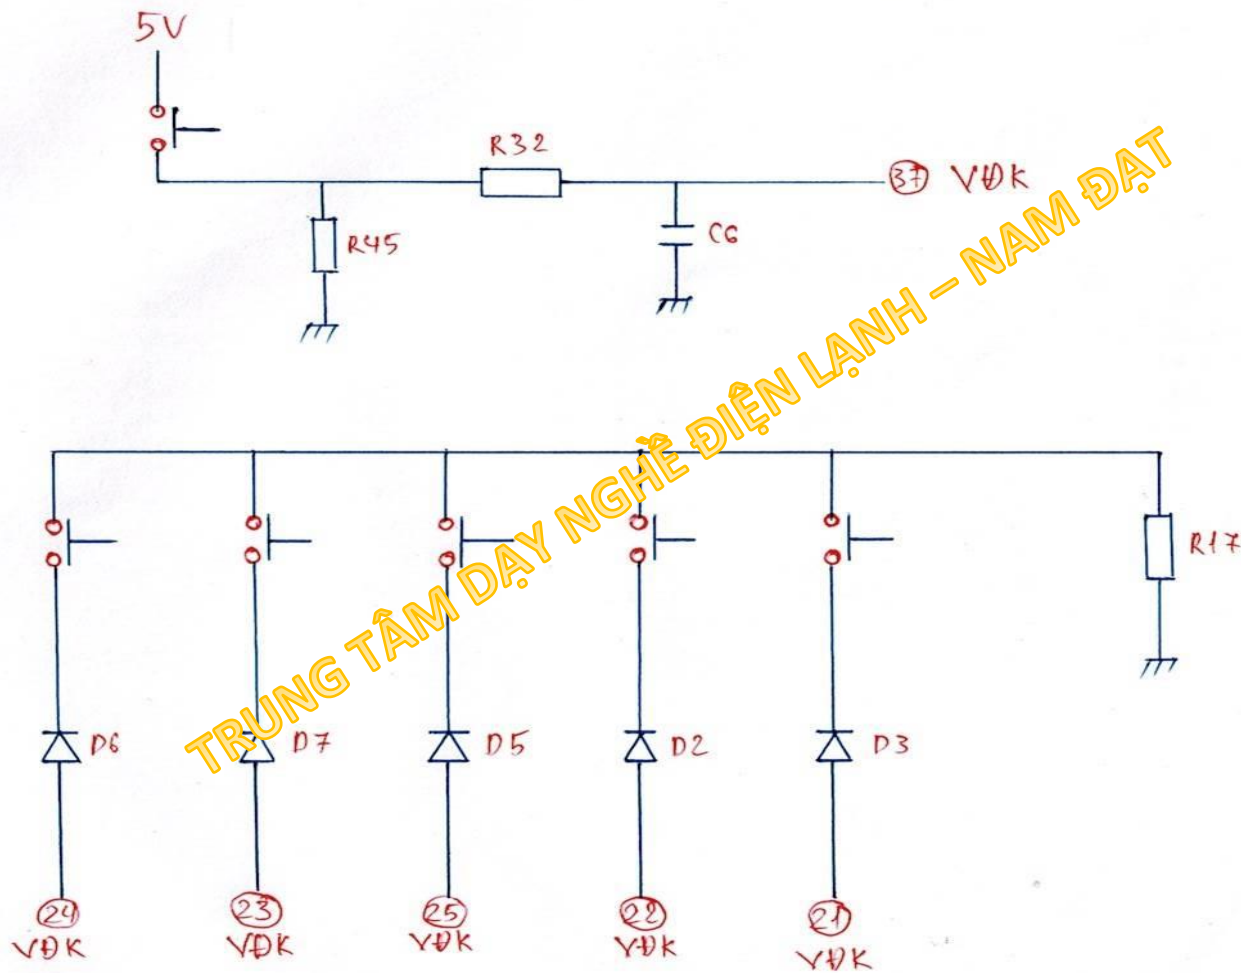 5V
R32
37 VĐK
R45
C6
TRUNG TÂM DẠY NGHỀ ĐIỆN LẠNH – NAM ĐẠT
R17
D6
D7
D5
D2
D3
24
VĐK
23
VĐK
25
VĐK
22
VĐK
21
VĐK